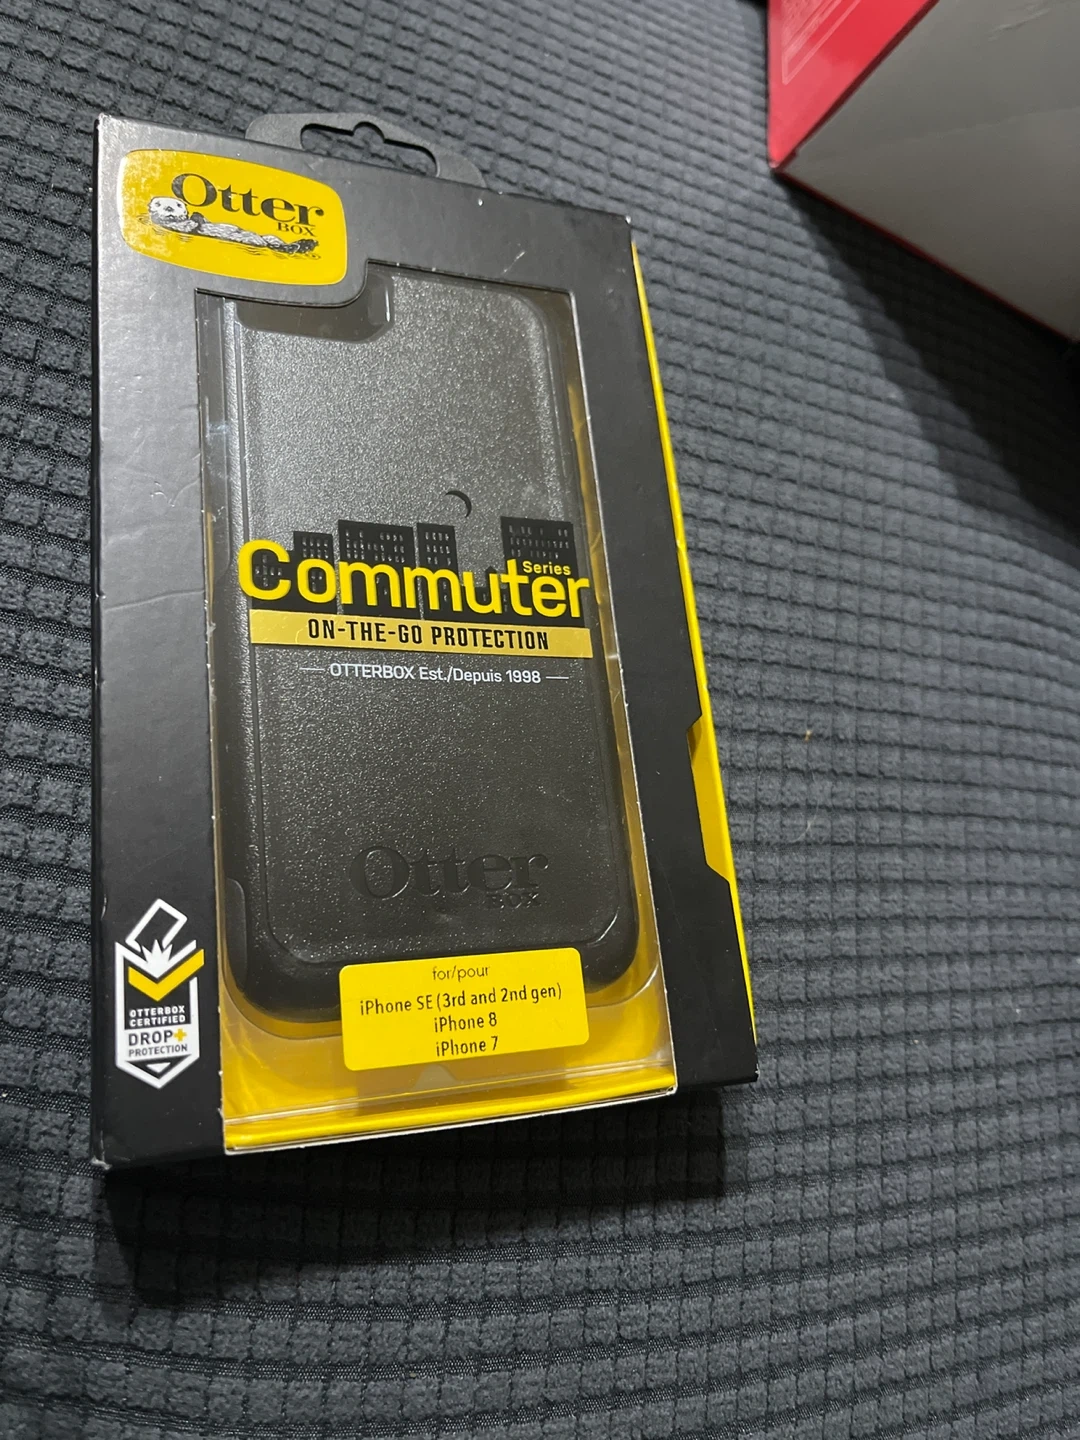 Otter
BOX
Series
Commuter
ON-THE-GO PROTECTION
OTTERBOX Est./Depuis 1998
Otter
BOX
for/pour
iPhone SE (3rd and 2nd gen)
iPhone 8
iPhone 7
OTTERBOX
CERTIFIED
DROP+
PROTECTION